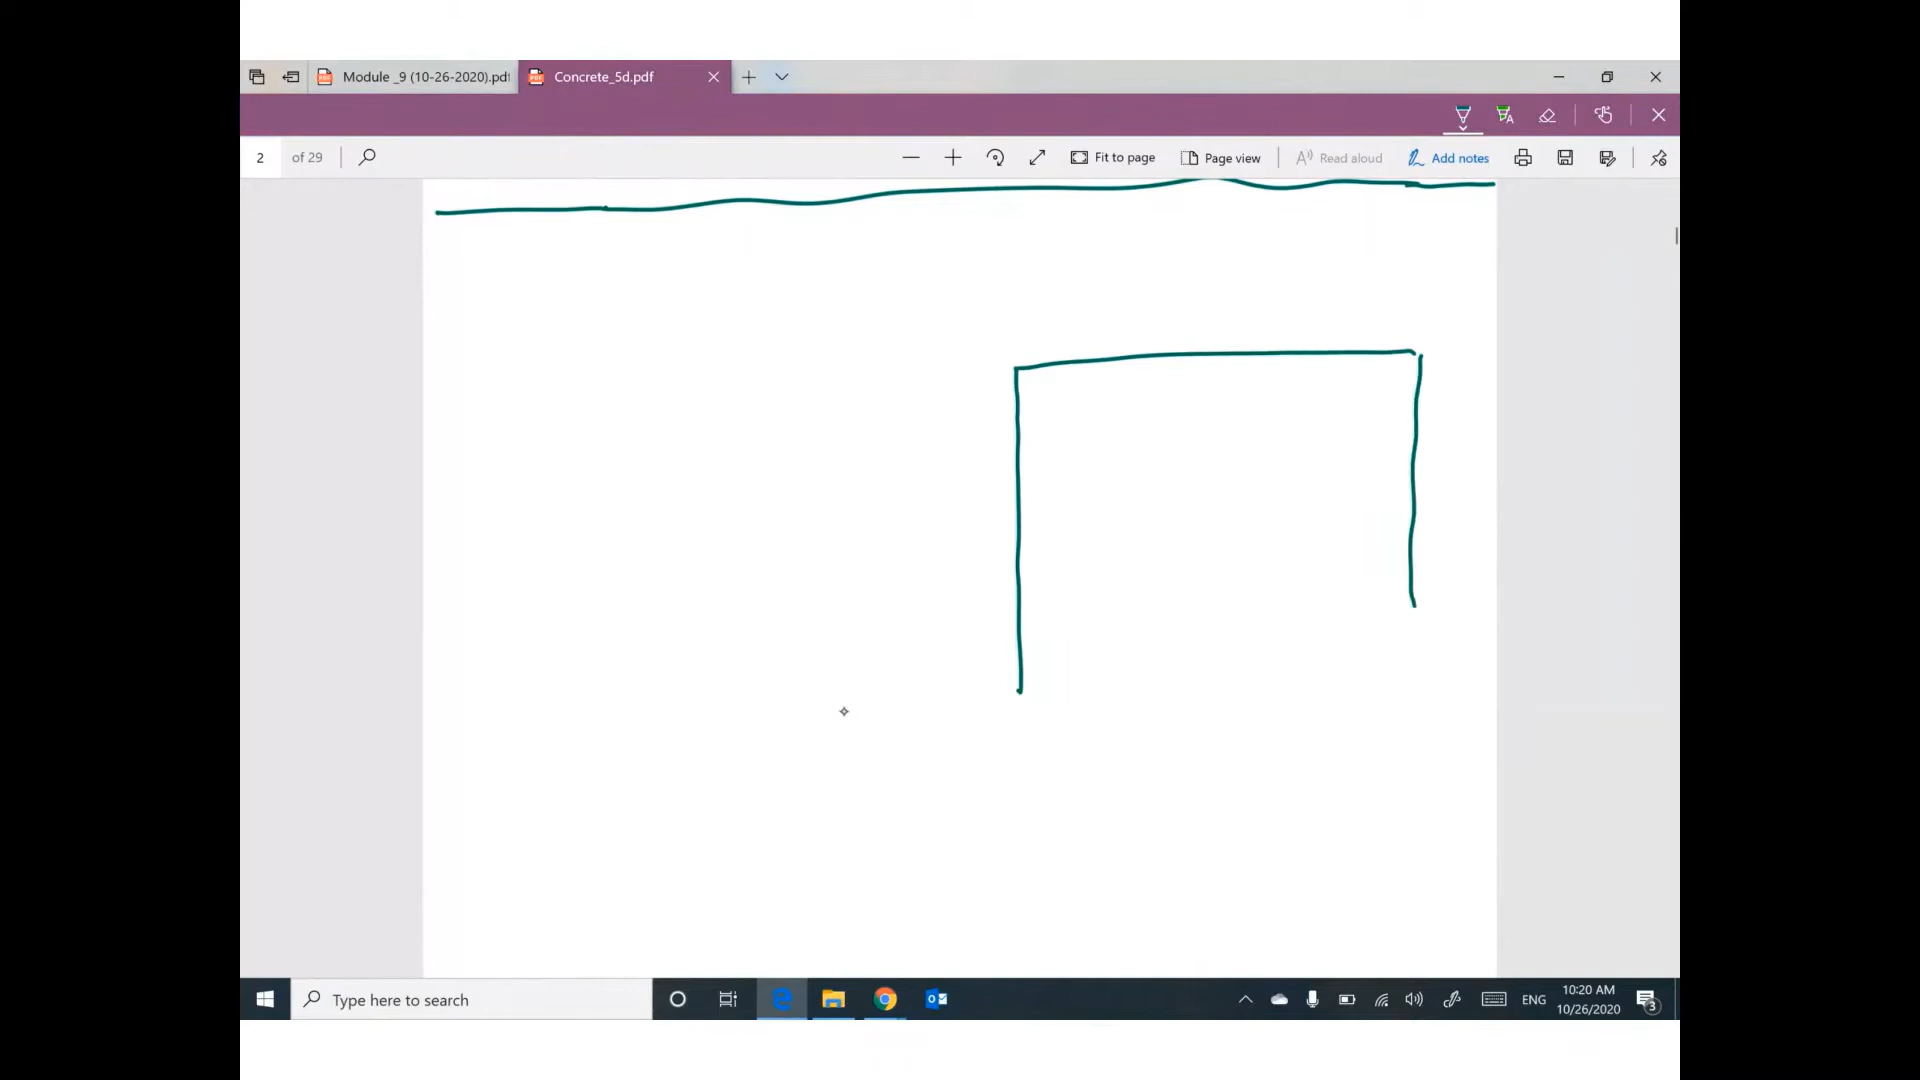 Module _9 (10-26-2020).pdf
Concrete_5d.pdf
2 of 29
Fit to page
Page view
Read aloud
Add notes
Type here to search
ENG
10:20 AM
10/26/2020
3